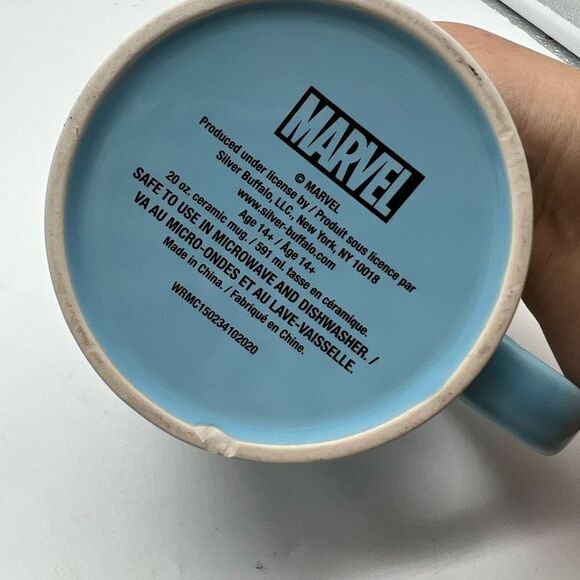 MARVEL
© MARVEL
Produced under license by / Produit sous licence par
Silver Buffalo, LLC, New York, NY 10018
www.silver-buffalo.com
Age 14+ / Âge 14+
20 oz. ceramic mug. / 591 ml. tasse en céramique.
SAFE TO USE IN MICROWAVE AND DISHWASHER. /
VA AU MICRO-ONDES ET AU LAVE-VAISSELLE.
Made in China. / Fabriqué en Chine.
WRMC150234102020